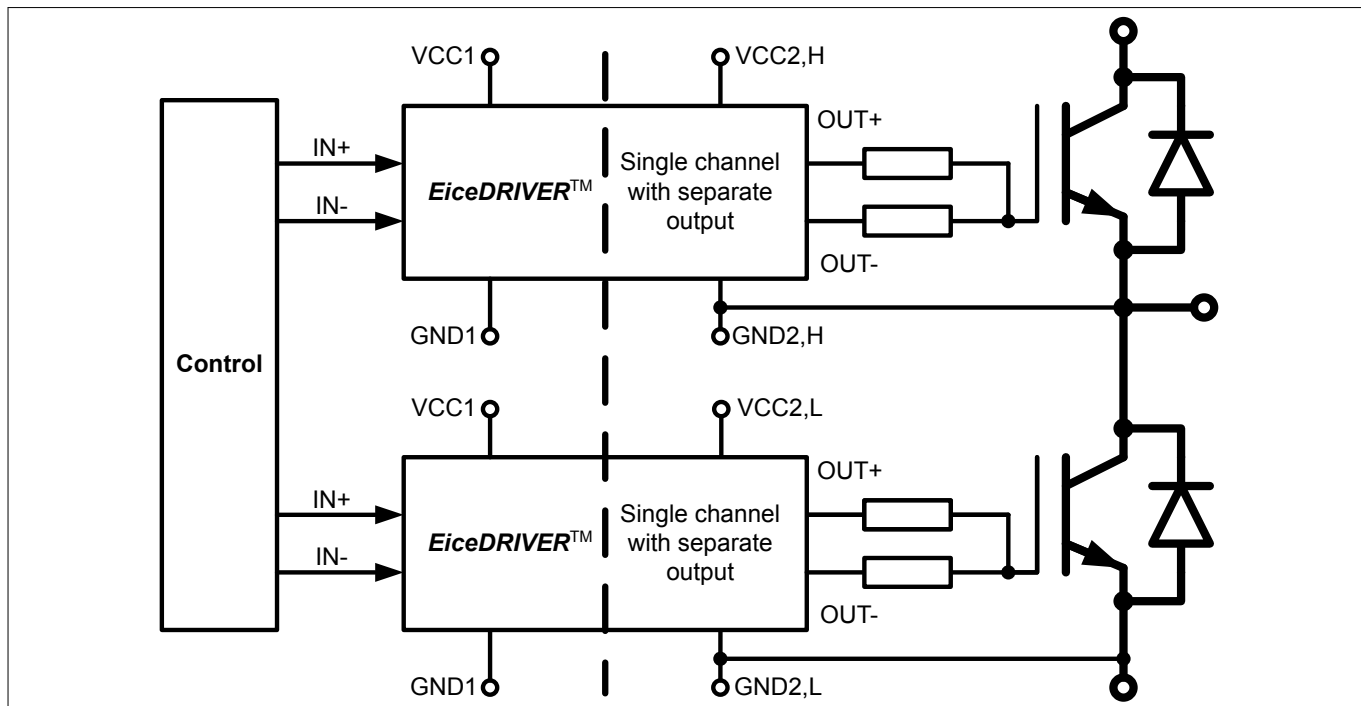 VCC1
VCC2,H
OUT+
IN+
EiceDRIVER™
Single channel
with separate
output
IN-
OUT-
GND1
GND2,H
Control
VCC1
VCC2,L
OUT+
IN+
EiceDRIVER™
Single channel
with separate
output
IN-
OUT-
GND1
GND2,L